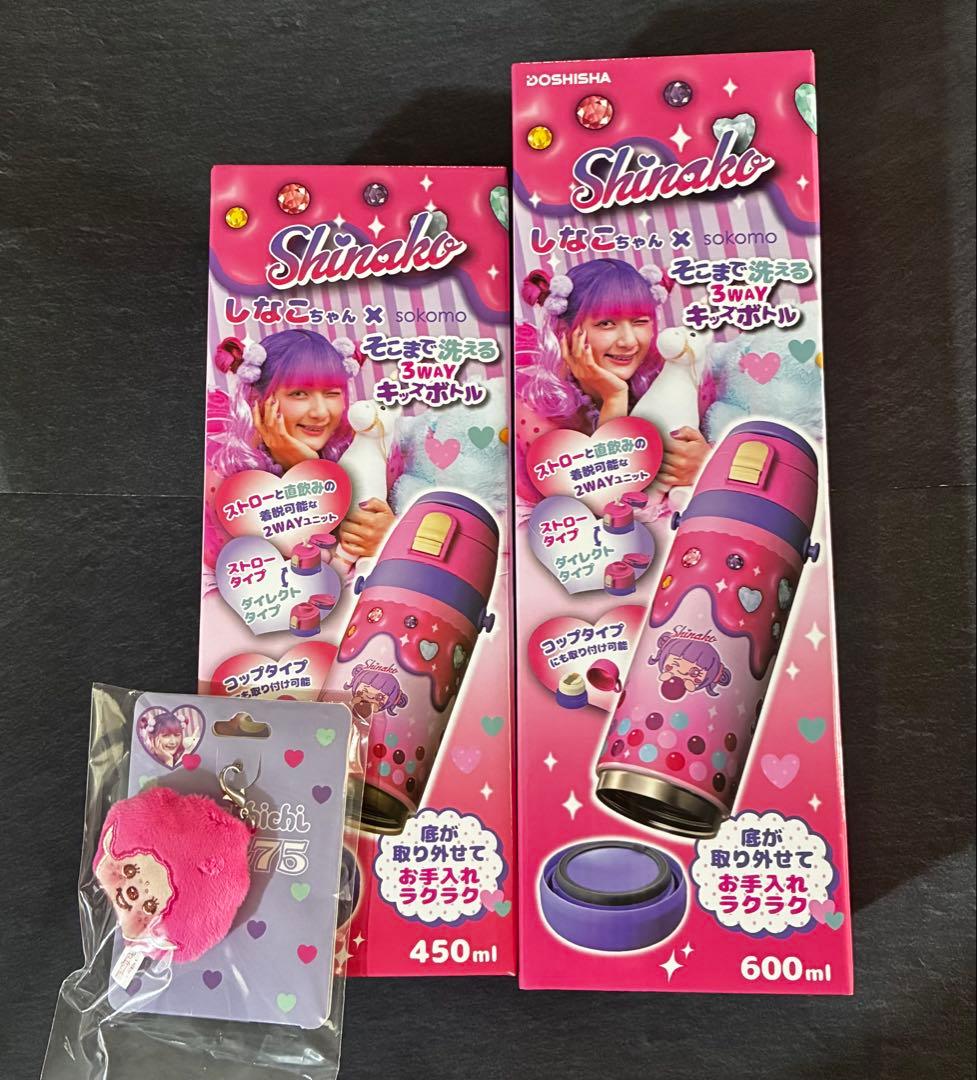 Shinako
しなこちゃん × sokomo
そこまで洗える
3WAY
キッズボトル
ストローと直飲みの
着脱可能な
2WAYユニット
ストロー
タイプ
ダイレクト
タイプ
コップタイプ
にも取り付け可能
Shinako
底が
取り外せて
お手入れ
ラクラク
450ml
DOSHISHA
Shinako
しなこちゃん × sokomo
そこまで洗える
3WAY
キッズボトル
ストローと直飲みの
着脱可能な
2WAYユニット
ストロー
タイプ
ダイレクト
タイプ
コップタイプ
にも取り付け可能
Shinako
底が
取り外せて
お手入れ
ラクラク
600ml
hichi
75